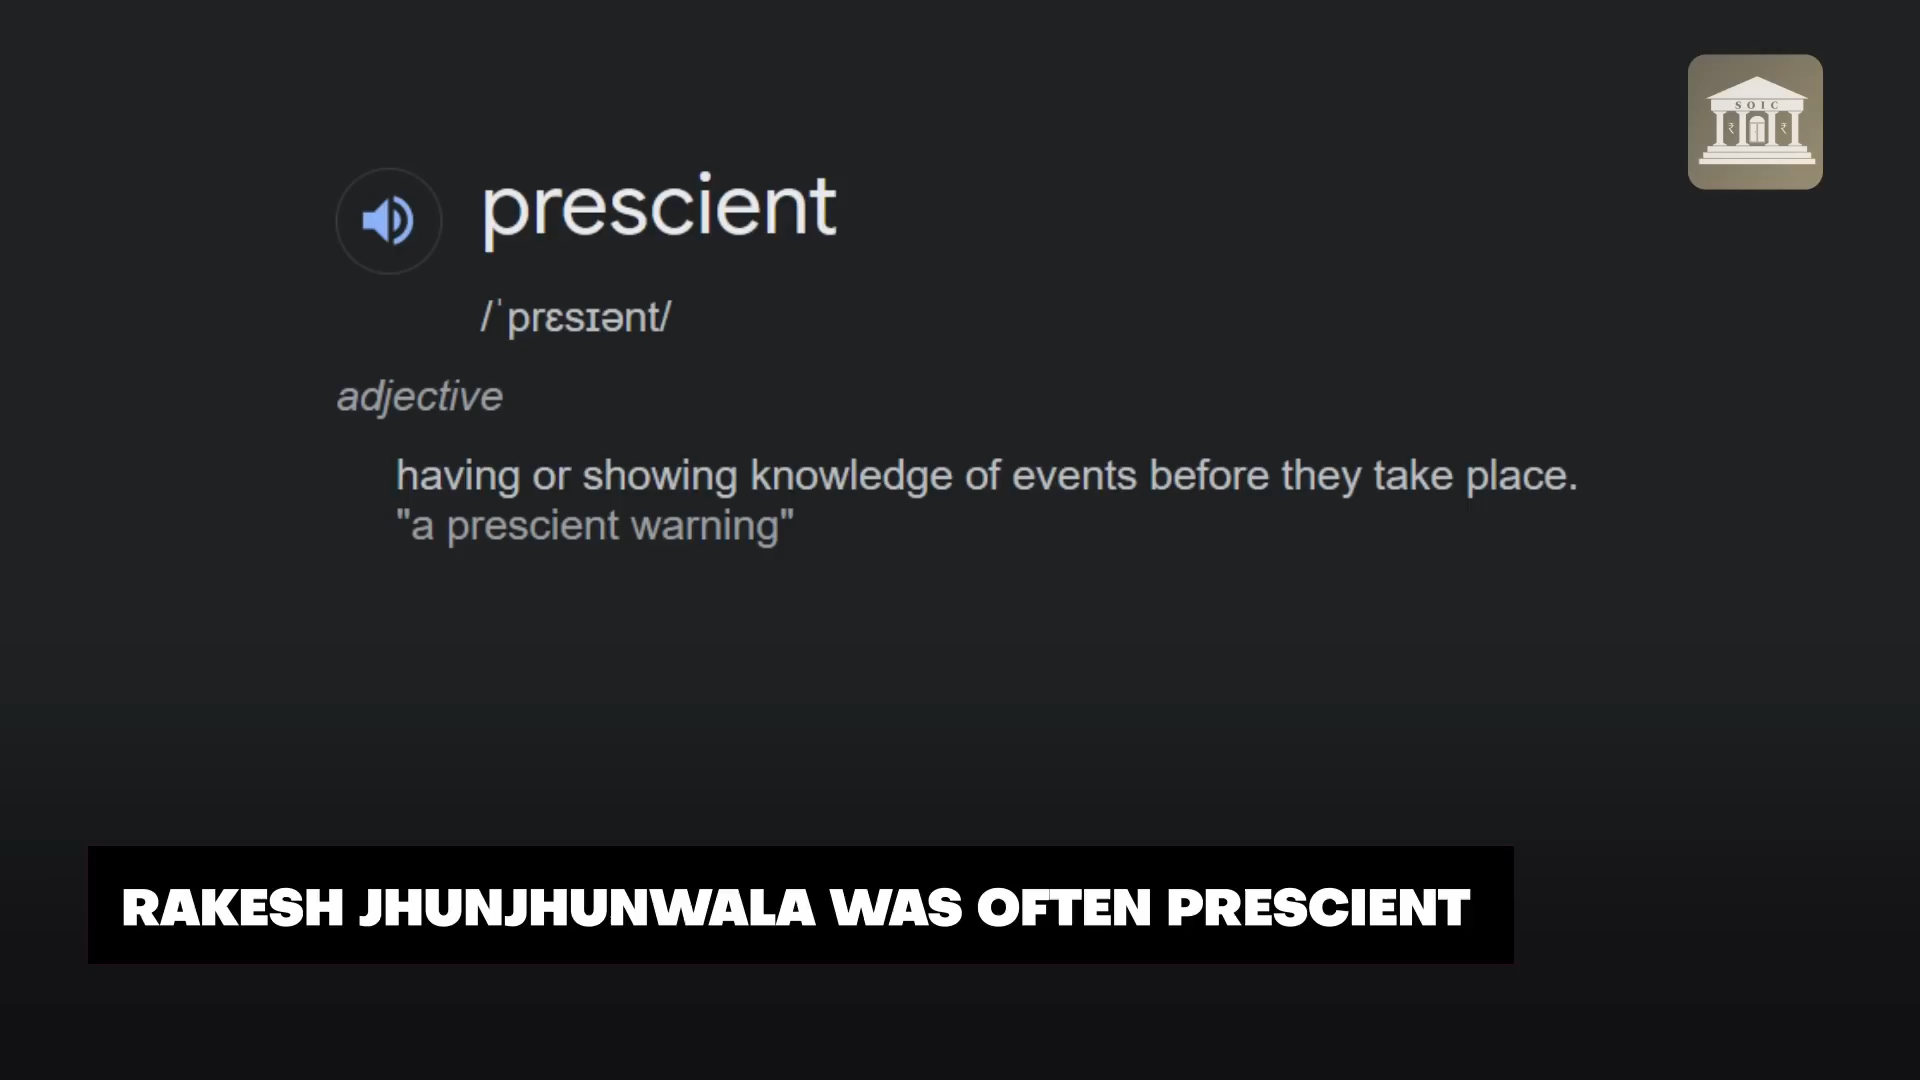 SOIC
₹ ₹
prescient
/ˈprɛsɪənt/
adjective
having or showing knowledge of events before they take place.
"a prescient warning"
RAKESH JHUNJHUNWALA WAS OFTEN PRESCIENT